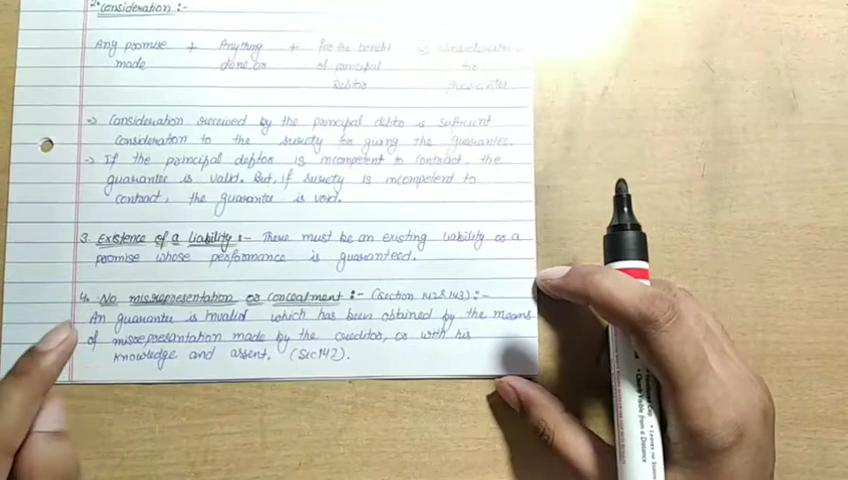 2. Consideration :-
Any promise + Anything + for the benefit
made done or of principal
debtor guarantee
-> Consideration received by the principal debto is sufficient
consideration to the surety for giving the guarantee.
-> If the principal debtor is incompetent to contract, the
guarantee is valid. But, if surety is incompetent to
contract, the guarantee is void.
3. Existence of a liability :- There must be an existing liability or a
promise whose performance is guaranteed.
4. No misrepresentation or concealment :- (section 142 & 143) :-
An guarantee is invalid which has been obtained by the means
of misrepresantation made by the creditor, or with his
knowledge and assent. (Sec 142).